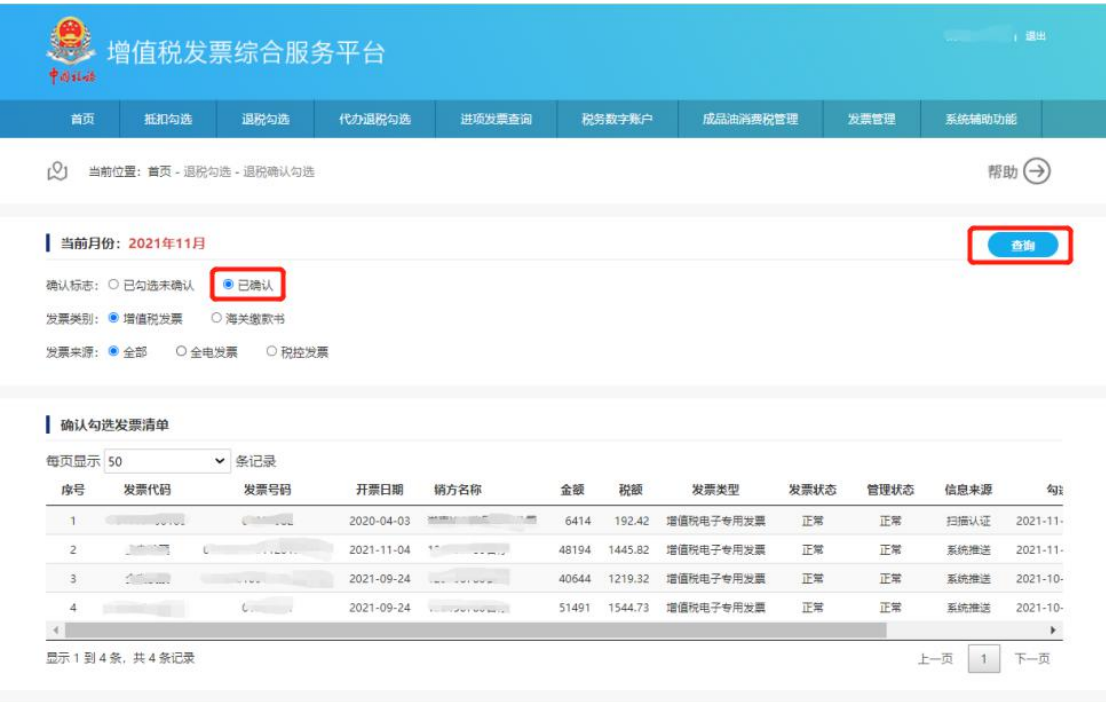 增值税发票综合服务平台
退出
首页 抵扣勾选 退税勾选 代办退税勾选 进项发票查询 税务数字账户 成品油消费税管理 发票管理 系统辅助功能
当前位置：首页 - 退税勾选 - 退税确认勾选 帮助
当前月份：2021年11月 查询
确认标志： 已勾选未确认 已确认
发票类别： 增值税发票 海关缴款书
发票来源： 全部 全电发票 税控发票
确认勾选发票清单
每页显示 50 条记录
序号 发票代码 发票号码 开票日期 销方名称 金额 税额 发票类型 发票状态 管理状态 信息来源
1 2020-04-03 6414 192.42 增值税电子专用发票 正常 正常 扫描认证 2021-11-
2 2021-11-04 48194 1445.82 增值税电子专用发票 正常 正常 系统推送 2021-11-
3 2021-09-24 40644 1219.32 增值税电子专用发票 正常 正常 系统推送 2021-10-
4 2021-09-24 51491 1544.73 增值税电子专用发票 正常 正常 系统推送 2021-10-
显示 1 到 4 条，共 4 条记录 上一页 1 下一页